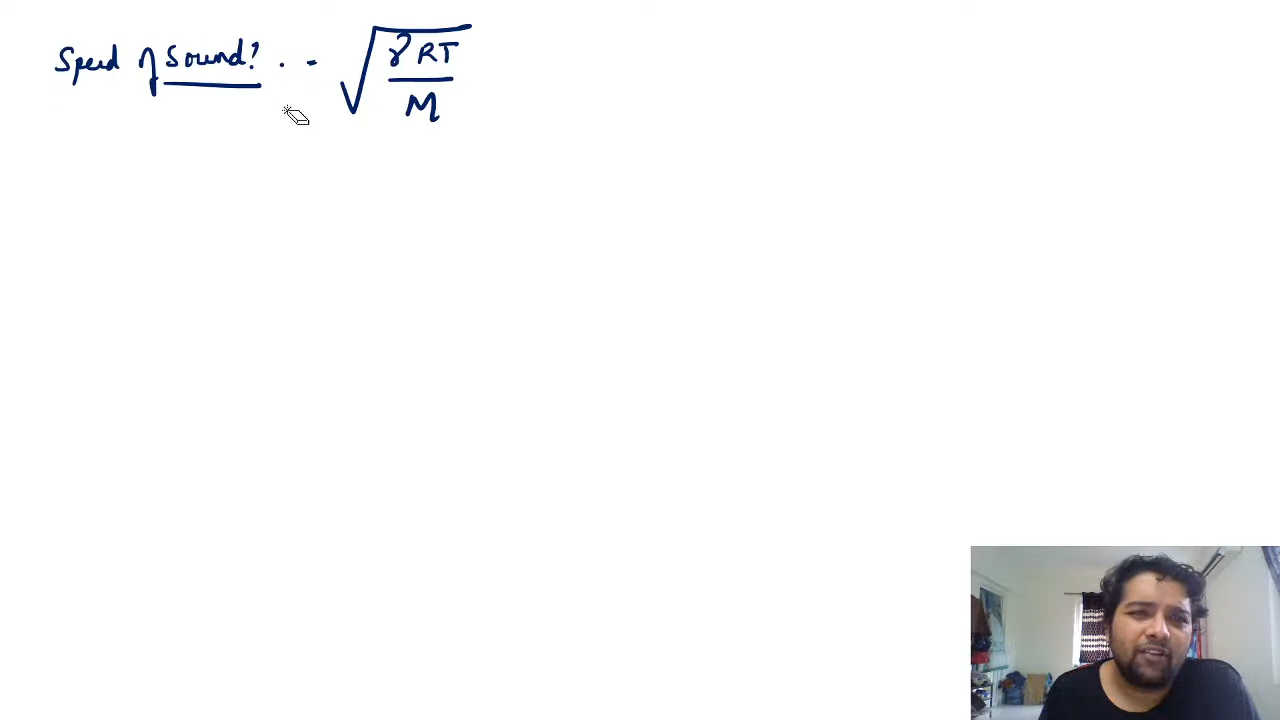 Speed of Sound? . - √(γRT/M)